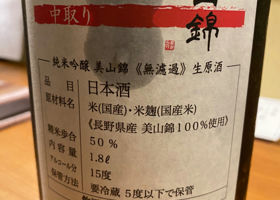 中取り
錦
純米吟醸 美山錦 《無濾過》 生原酒
品目 日本酒
原材料名 米(国産)・米麹(国産米)
《長野県産 美山錦100%使用》
精米歩合 50%
内容量 1.8ℓ
アルコール分 15度
保管方法 要冷蔵 5度以下で保管